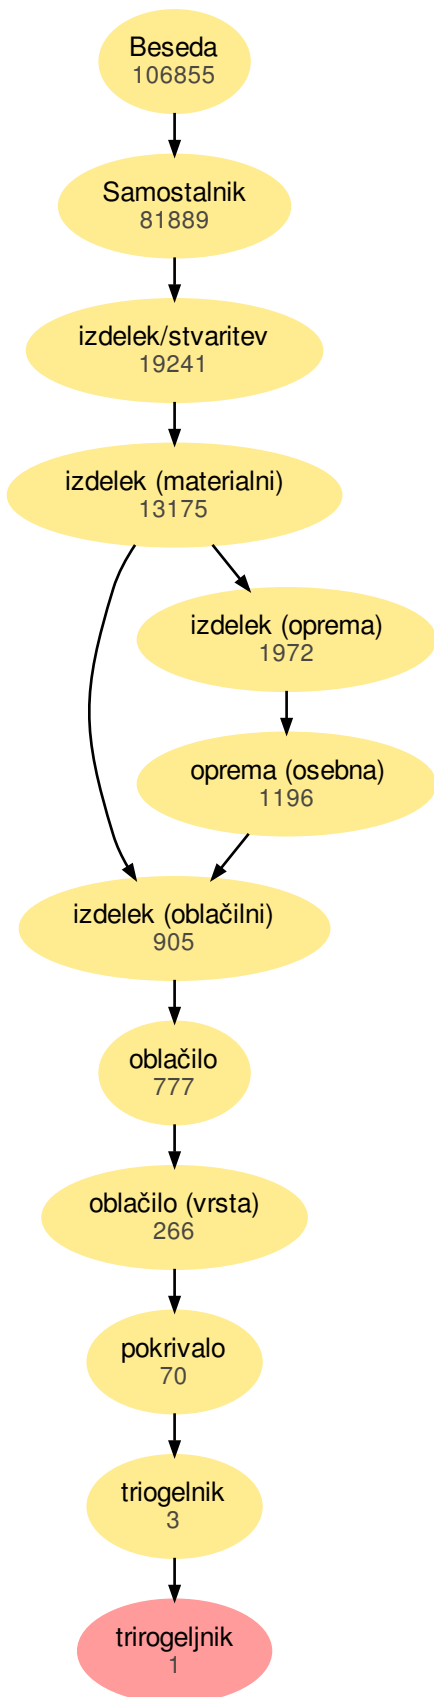 Beseda
106855
Samostalnik
81889
izdelek/stvaritev
19241
izdelek (materialni)
13175
izdelek (oprema)
1972
oprema (osebna)
1196
izdelek (oblačilni)
905
oblačilo
777
oblačilo (vrsta)
266
pokrivalo
70
triogelnik
3
trirogeljnik
1